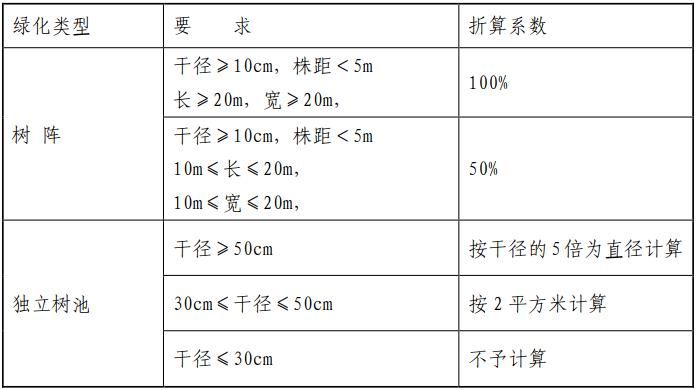 绿化类型 要 求 折算系数
树 阵
干径≥10cm，株距＜5m
长≥20m，宽≥20m，
100%
干径≥10cm，株距＜5m
10m≤长≤20m，
10m≤宽≤20m，
50%
独立树池
干径≥50cm
按干径的5倍为直径计算
30cm≤干径≤50cm
按2平方米计算
干径≤30cm
不予计算